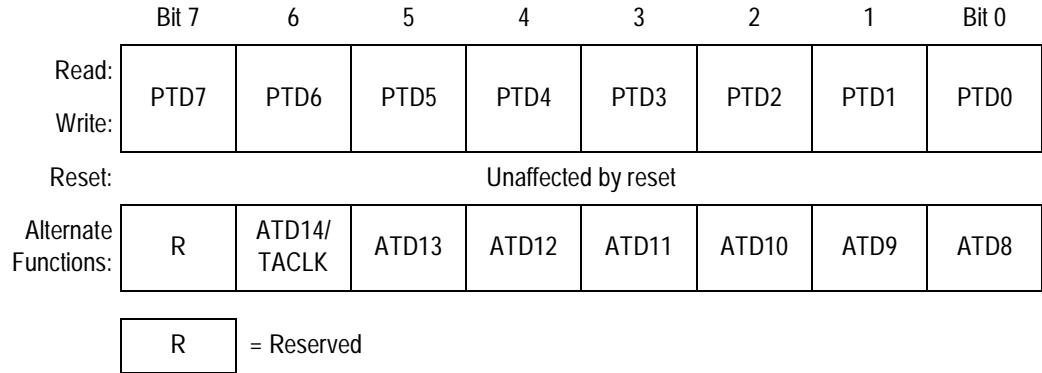 Bit 7 6 5 4 3 2 1 Bit 0
Read:
PTD7 PTD6 PTD5 PTD4 PTD3 PTD2 PTD1 PTD0
Write:
Reset: Unaffected by reset
Alternate Functions: R ATD14/ TACLK ATD13 ATD12 ATD11 ATD10 ATD9 ATD8
R = Reserved